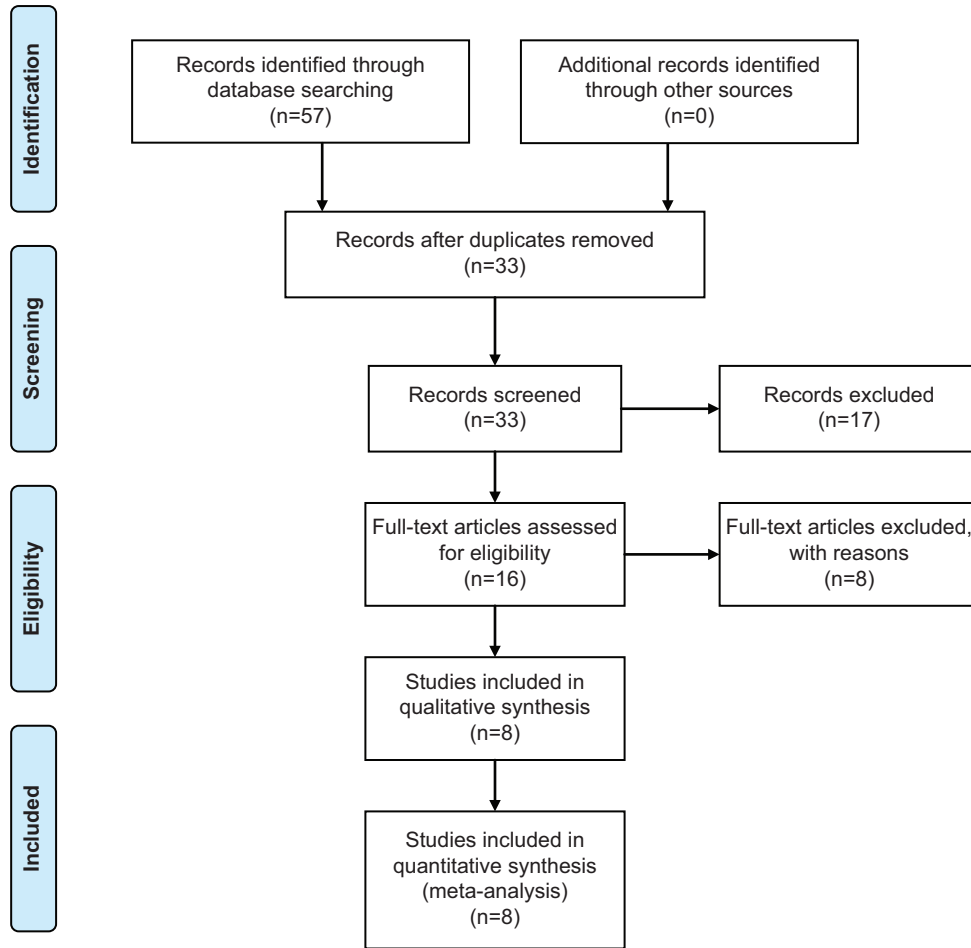 Identification
Records identified through
database searching
(n=57)
Additional records identified
through other sources
(n=0)
Records after duplicates removed
(n=33)
Screening
Records screened
(n=33)
Records excluded
(n=17)
Eligibility
Full-text articles assessed
for eligibility
(n=16)
Full-text articles excluded,
with reasons
(n=8)
Studies included in
qualitative synthesis
(n=8)
Included
Studies included in
quantitative synthesis
(meta-analysis)
(n=8)